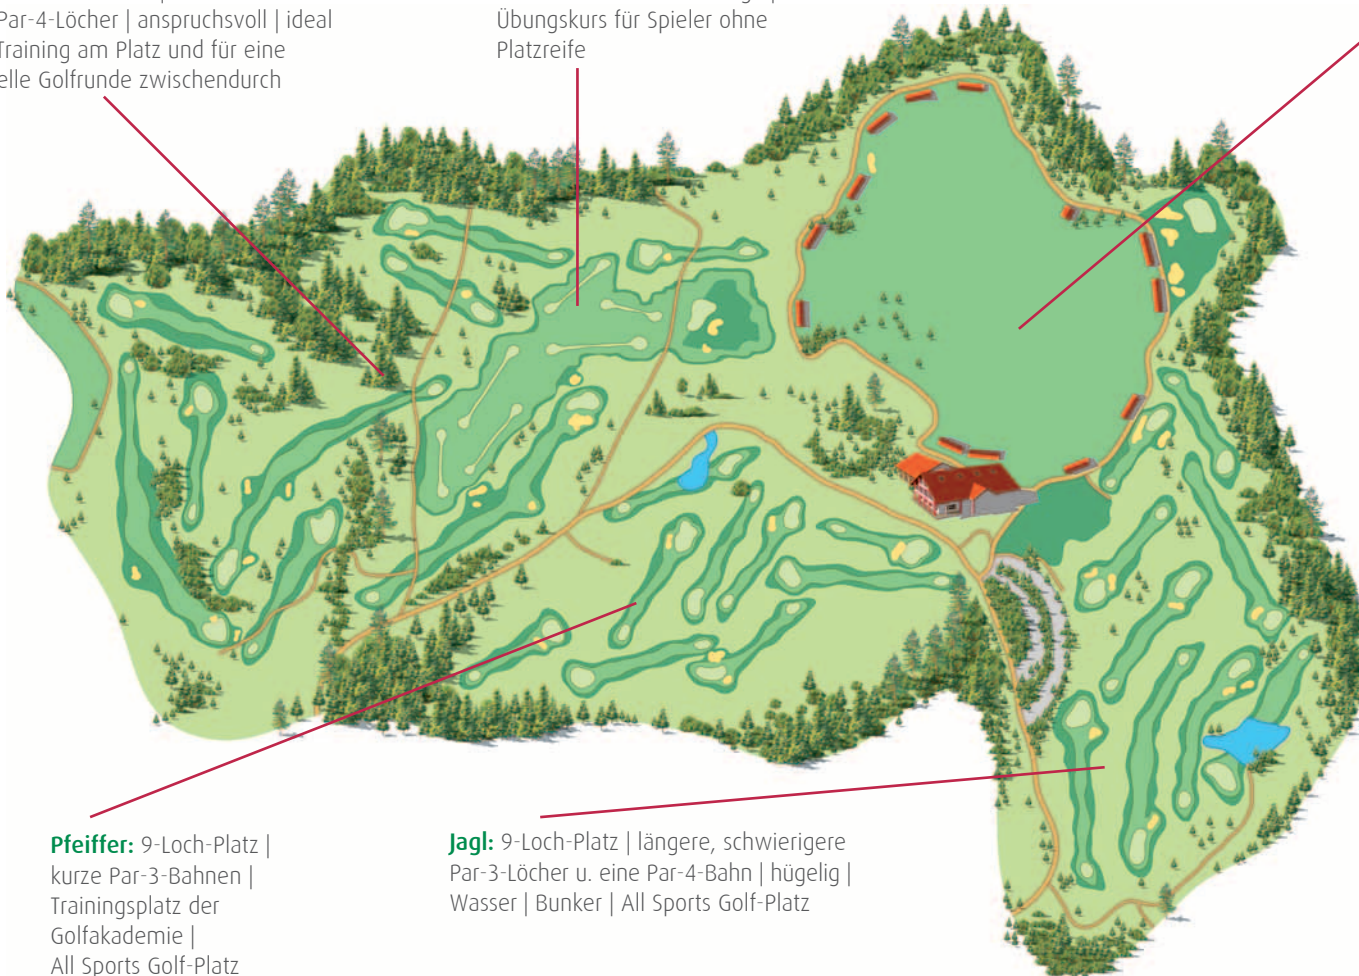 Par-4-Löcher | anspruchsvoll | ideal
Training am Platz und für eine
elle Golfrunde zwischendurch
Übungskurs für Spieler ohne
Platzreife
Pfeiffer: 9-Loch-Platz |
kurze Par-3-Bahnen |
Trainingsplatz der
Golfakademie |
All Sports Golf-Platz
Jagl: 9-Loch-Platz | längere, schwierigere
Par-3-Löcher u. eine Par-4-Bahn | hügelig |
Wasser | Bunker | All Sports Golf-Platz